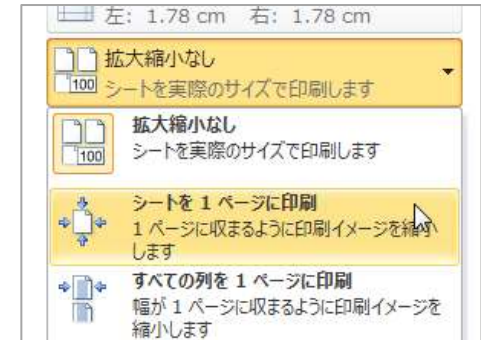 左: 1.78 cm 右: 1.78 cm
拡大縮小なし
100 シートを実際のサイズで印刷します
拡大縮小なし
100 シートを実際のサイズで印刷します
シートを 1 ページに印刷
1 ページに収まるように印刷イメージを縮小
します
すべての列を 1 ページに印刷
幅が 1 ページに収まるように印刷イメージを
縮小します